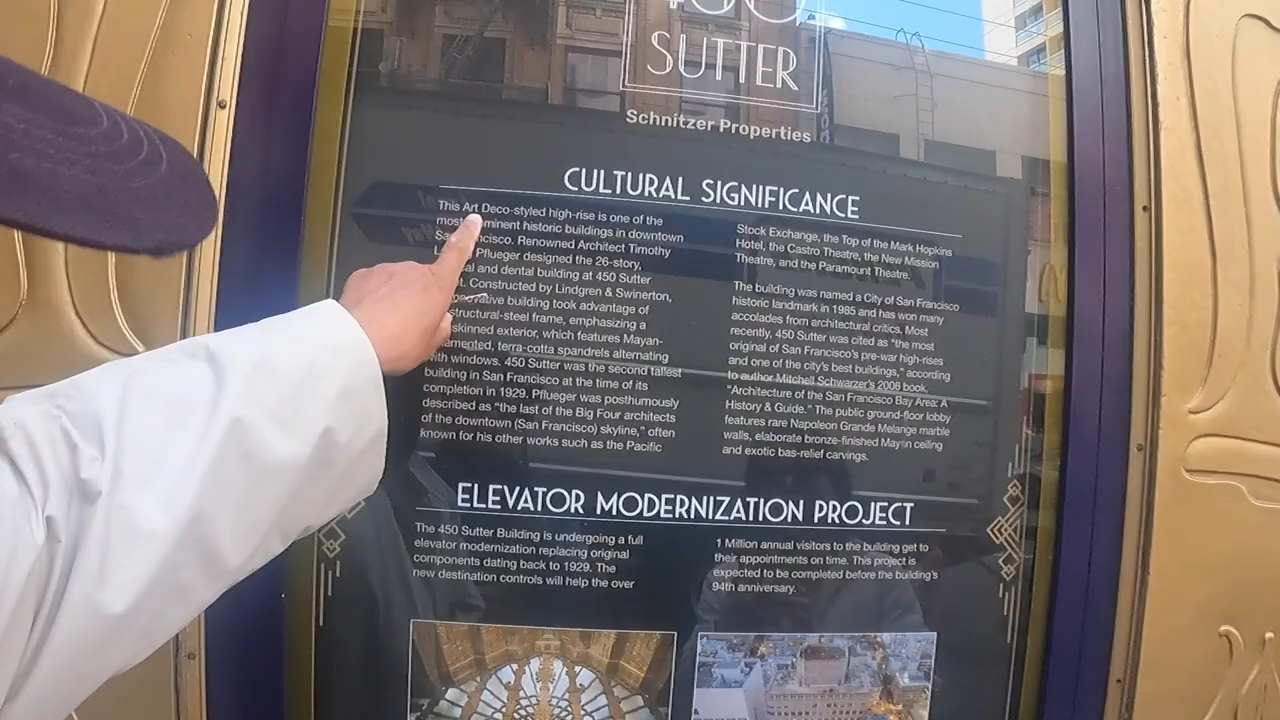 450
SUTTER
Schnitzer Properties
CULTURAL SIGNIFICANCE
This Art Deco-styled high-rise is one of the
most minent historic buildings in downtown
San ncisco. Renowned Architect Timothy
Pflueger designed the 26-story,
al and dental building at 450 Sutter
t. Constructed by Lindgren & Swinerton,
novative building took advantage of
structural-steel frame, emphasizing a
skinned exterior, which features Mayan-
amented, terra-cotta spandrels alternating
with windows. 450 Sutter was the second tallest
building in San Francisco at the time of its
completion in 1929. Pflueger was posthumously
described as "the last of the Big Four architects
of the downtown (San Francisco) skyline," often
known for his other works such as the Pacific
Stock Exchange, the Top of the Mark Hopkins
Hotel, the Castro Theatre, the New Mission
Theatre, and the Paramount Theatre.
The building was named a City of San Francisco
historic landmark in 1985 and has won many
accolades from architectural critics. Most
recently, 450 Sutter was cited as "the most
original of San Francisco's pre-war high-rises
and one of the city's best buildings," according
to author Mitchell Schwarzer's 2008 book,
"Architecture of the San Francisco Bay Area: A
History & Guide." The public ground-floor lobby
features rare Napoleon Grande Melange marble
walls, elaborate bronze-finished Mayan ceiling
and exotic bas-relief carvings.
ELEVATOR MODERNIZATION PROJECT
The 450 Sutter Building is undergoing a full
elevator modernization replacing original
components dating back to 1929. The
new destination controls will help the over
1 Million annual visitors to the building get to
their appointments on time. This project is
expected to be completed before the building's
94th anniversary.